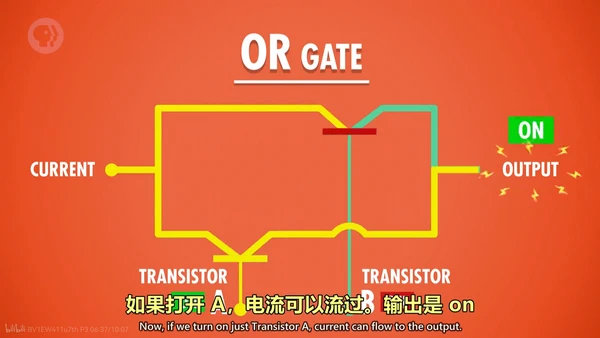 OR GATE
ON
CURRENT
OUTPUT
TRANSISTOR
A
TRANSISTOR
B
如果打开 A，电流可以流过。输出是 on
Now, if we turn on just Transistor A, current can flow to the output.